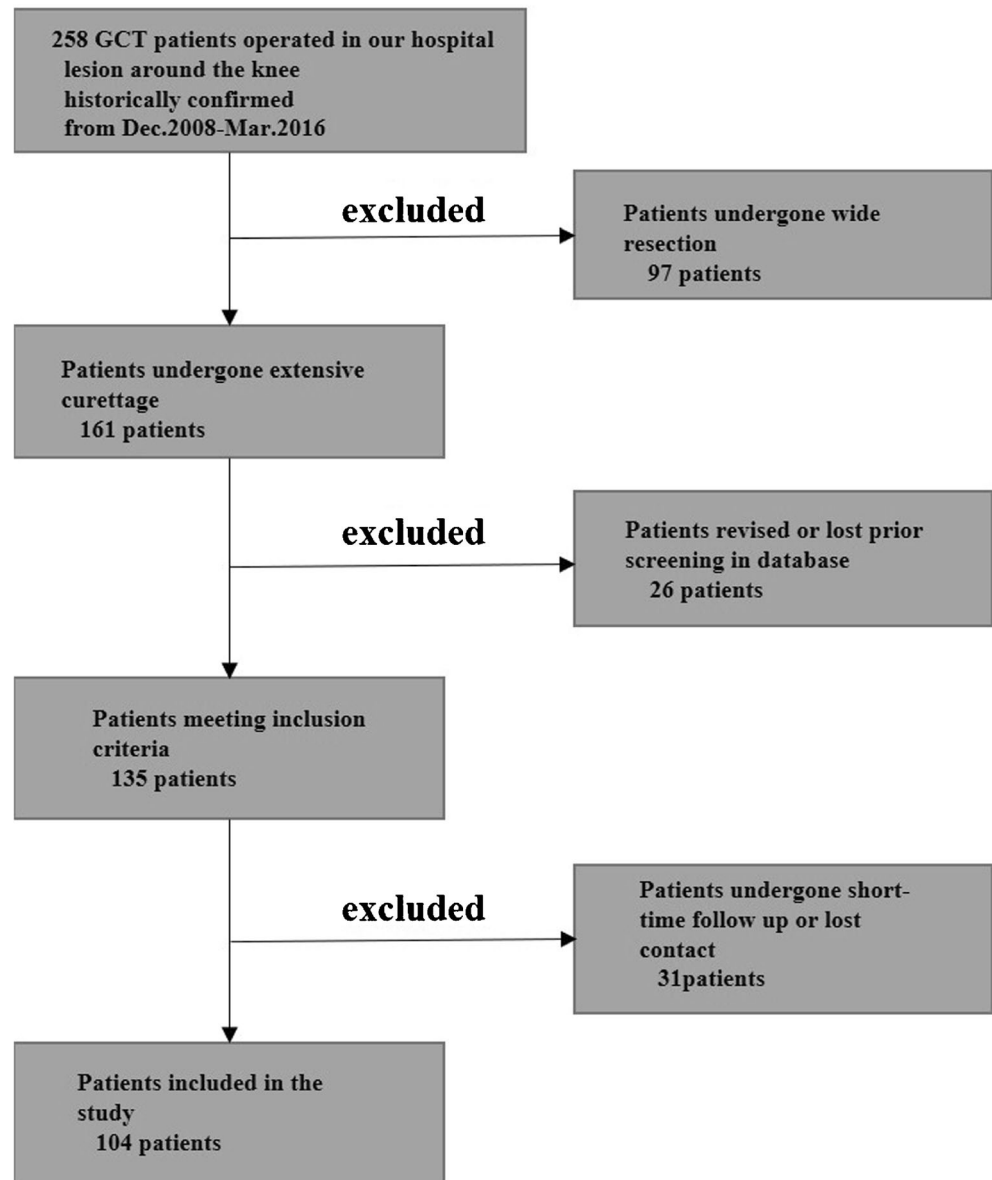 258 GCT patients operated in our hospital
lesion around the knee
historically confirmed
from Dec.2008-Mar.2016
excluded
Patients undergone wide
resection
97 patients
Patients undergone extensive
curettage
161 patients
excluded
Patients revised or lost prior
screening in database
26 patients
Patients meeting inclusion
criteria
135 patients
excluded
Patients undergone short-
time follow up or lost
contact
31patients
Patients included in the
study
104 patients